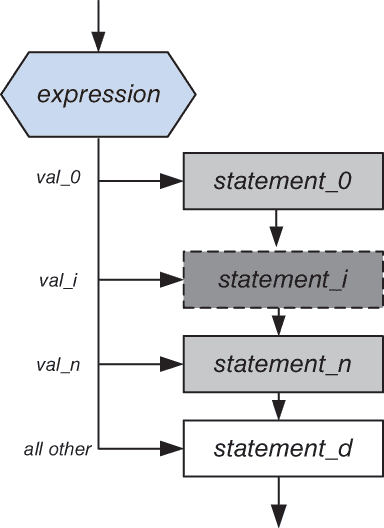 expression
val_0
statement_0
val_i
statement_i
val_n
statement_n
all other
statement_d